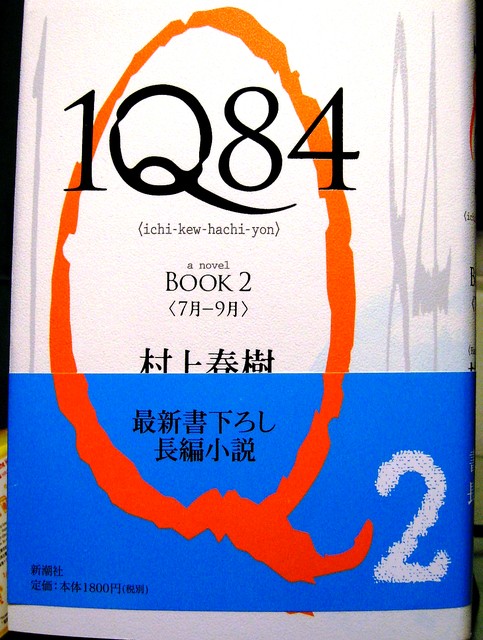 1Q84
〈ichi-kew-hachi-yon〉
a novel
BOOK 2
〈7月―9月〉
村上春樹
最新書下ろし
長編小説
2
新潮社
定価：本体1800円(税別)